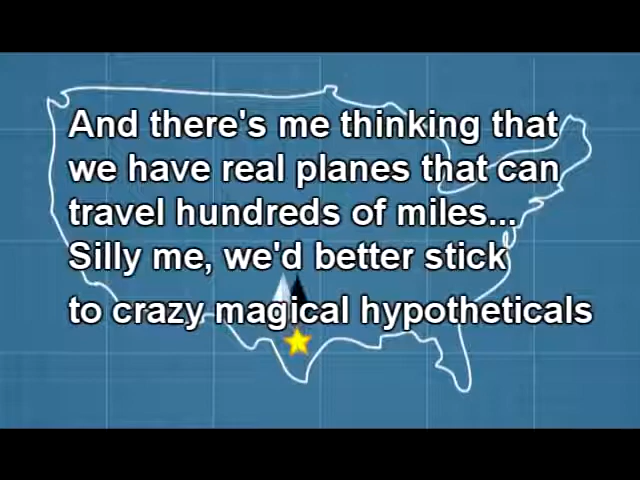 And there's me thinking that
we have real planes that can
travel hundreds of miles...
Silly me, we'd better stick
to crazy magical hypotheticals